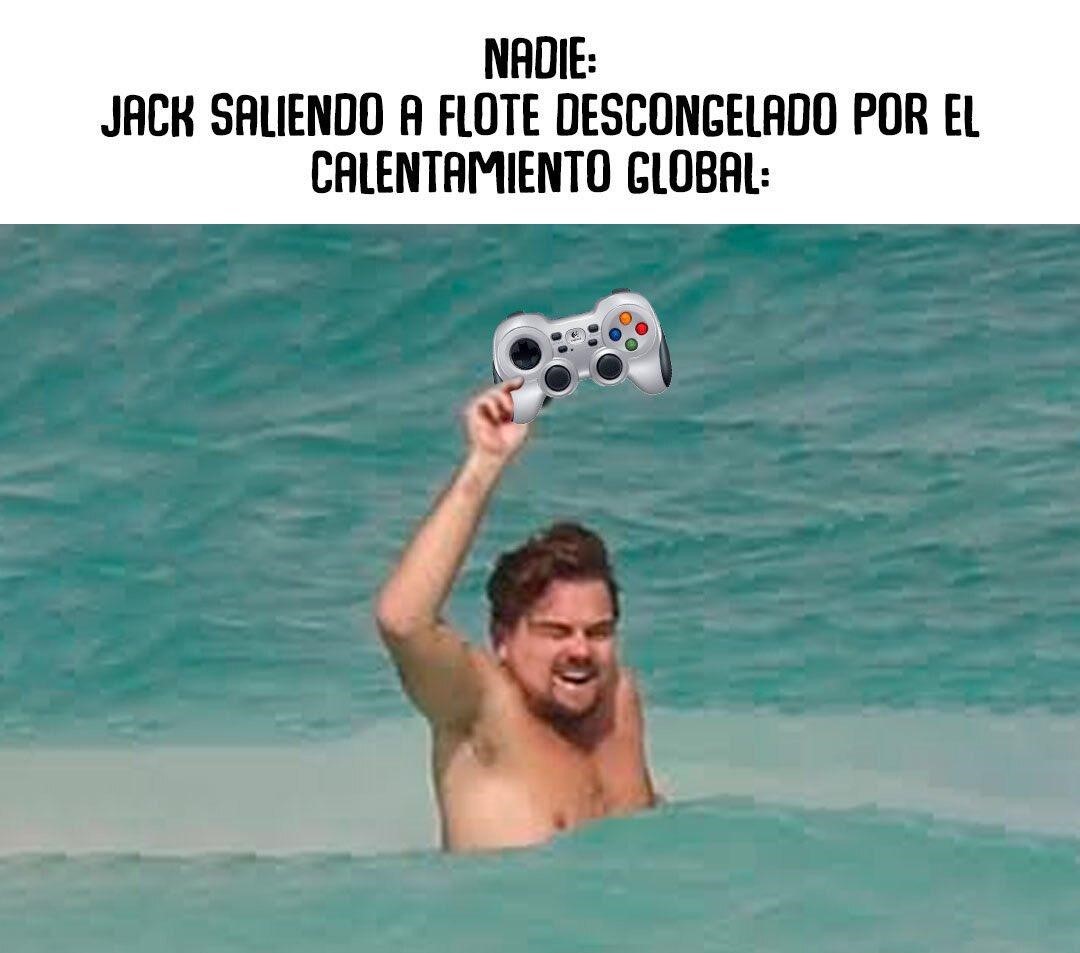 NADIE:
JACK SALIENDO A FLOTE DESCONGELADO POR EL
CALENTAMIENTO GLOBAL: